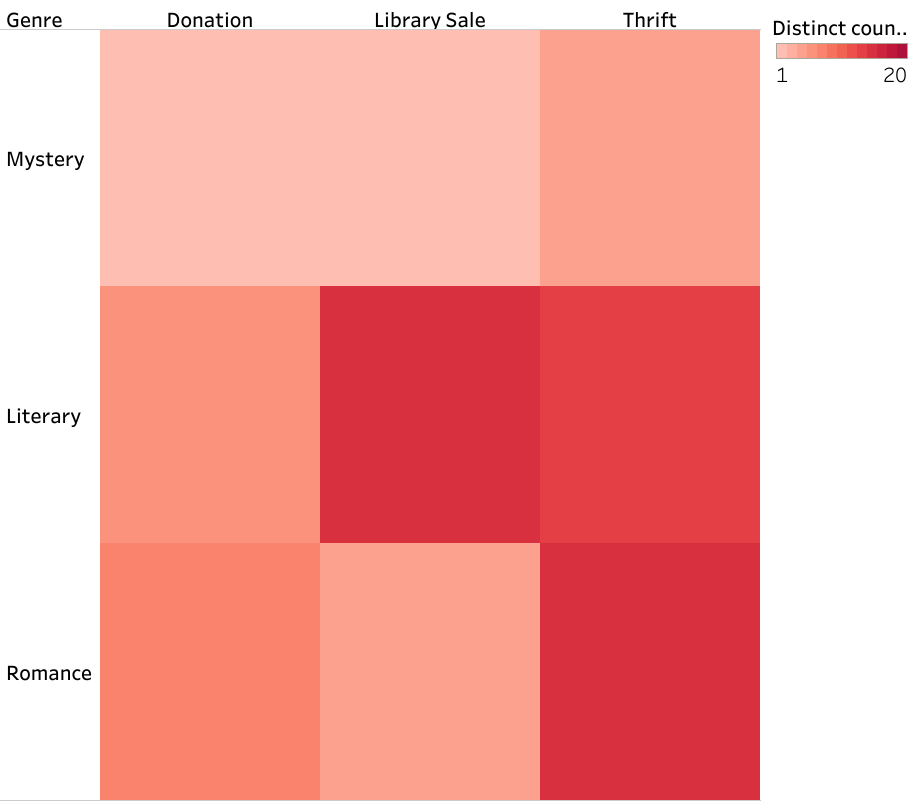 Genre Donation Library Sale Thrift
Distinct coun..
1 20
Mystery
Literary
Romance